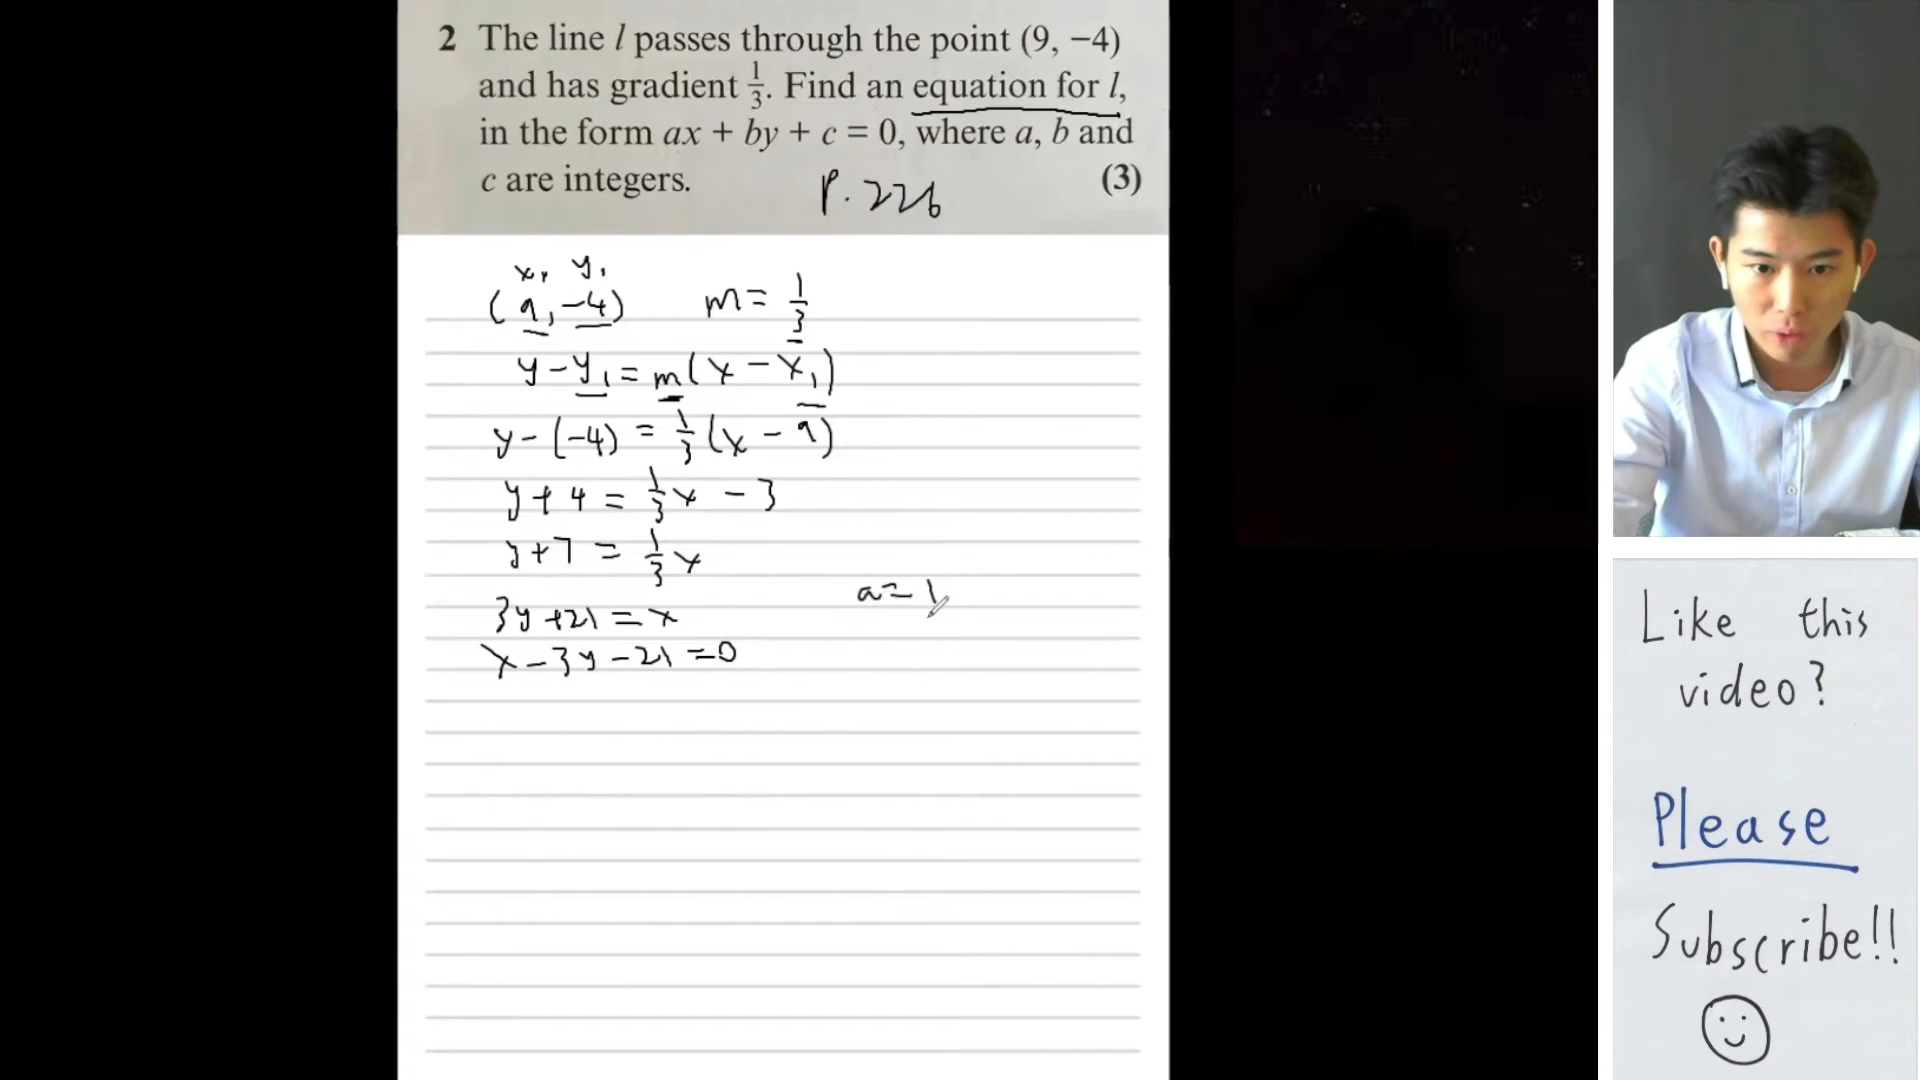 2 The line l passes through the point (9, −4)
and has gradient 1/3. Find an equation for l,
in the form ax + by + c = 0, where a, b and
c are integers. (3)
P. 226
x₁ y₁
(9, −4) m = 1/3
y − y₁ = m(x − x₁)
y − (−4) = 1/3(x − 9)
y + 4 = 1/3x − 3
y + 7 = 1/3x
3y + 21 = x
x − 3y − 21 = 0
a = 1
Like this
video?
Please
Subscribe!!